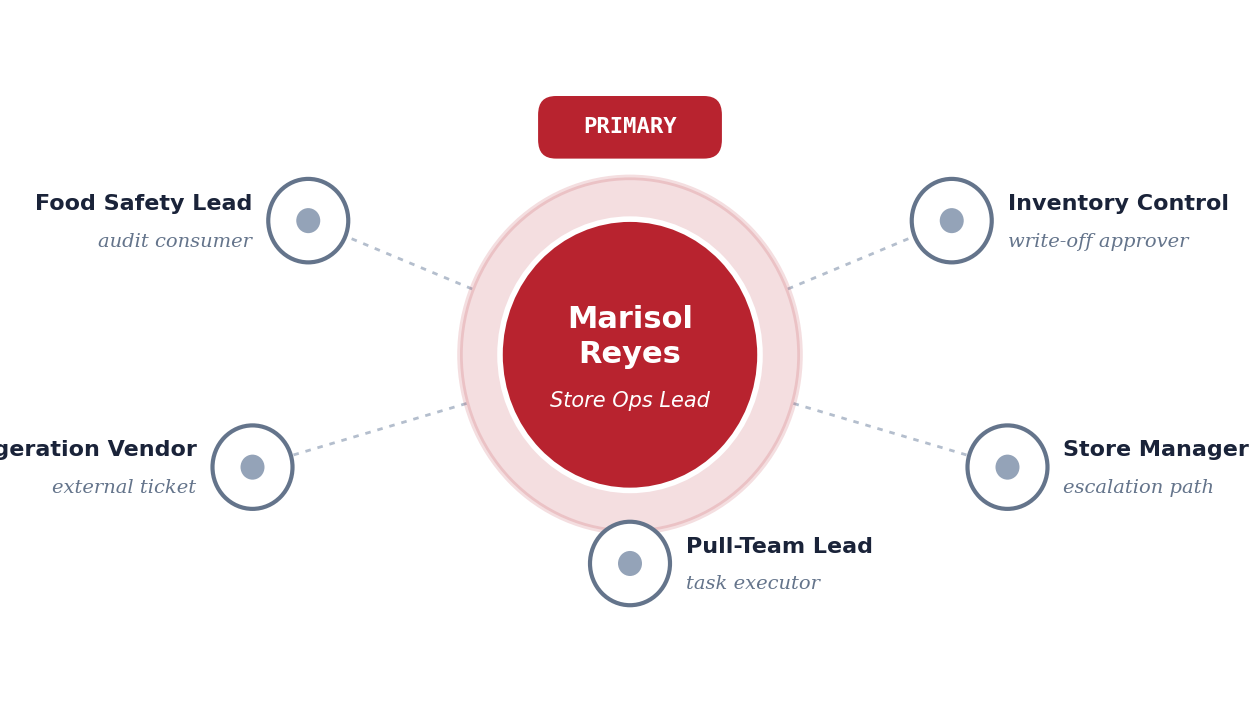 PRIMARY
Food Safety Lead
audit consumer
Inventory Control
write-off approver
Marisol
Reyes
Store Ops Lead
geration Vendor
external ticket
Store Manager
escalation path
Pull-Team Lead
task executor